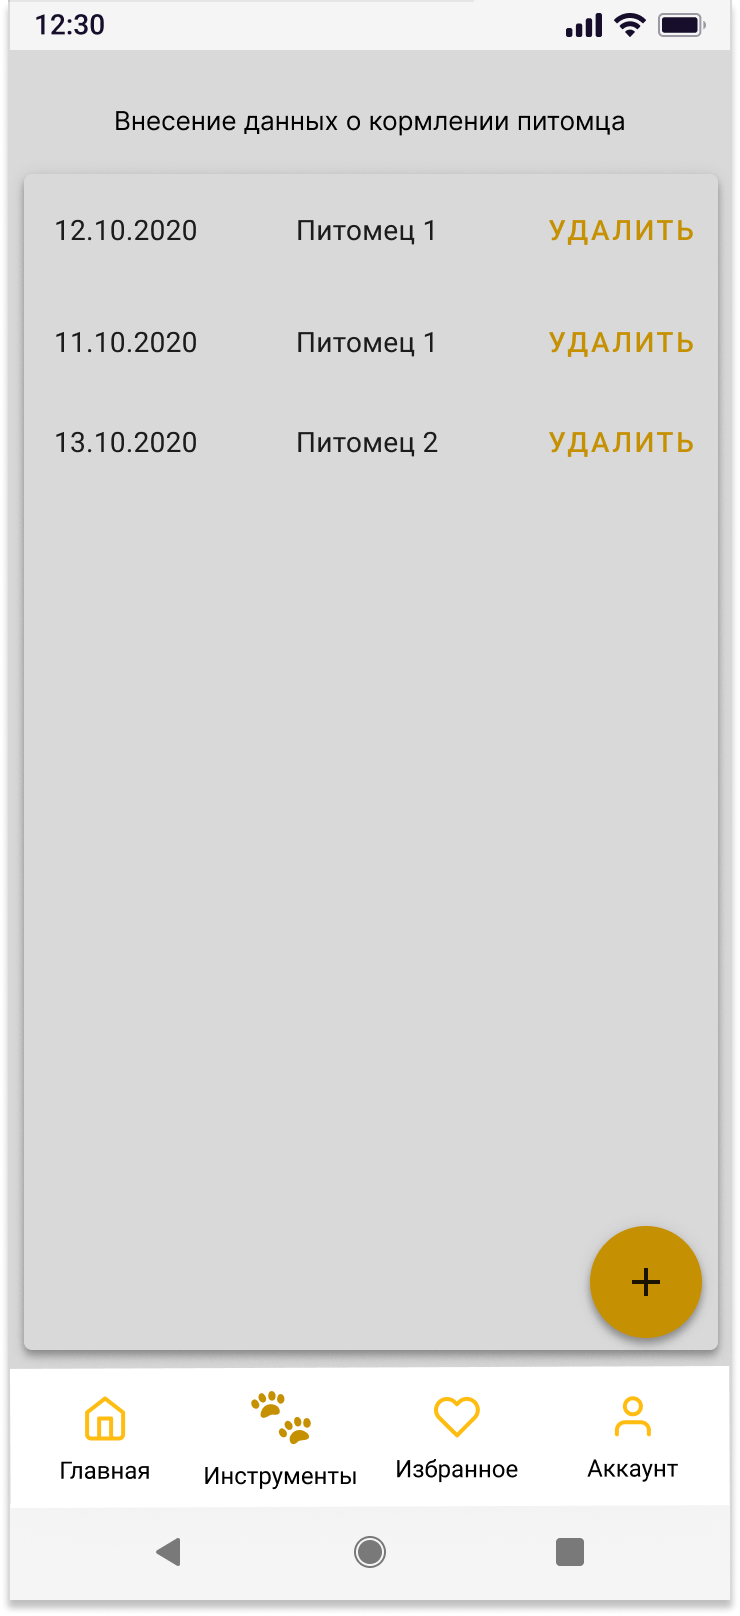 12:30
Внесение данных о кормлении питомца
12.10.2020 Питомец 1 УДАЛИТЬ
11.10.2020 Питомец 1 УДАЛИТЬ
13.10.2020 Питомец 2 УДАЛИТЬ
+
Главная Инструменты Избранное Аккаунт